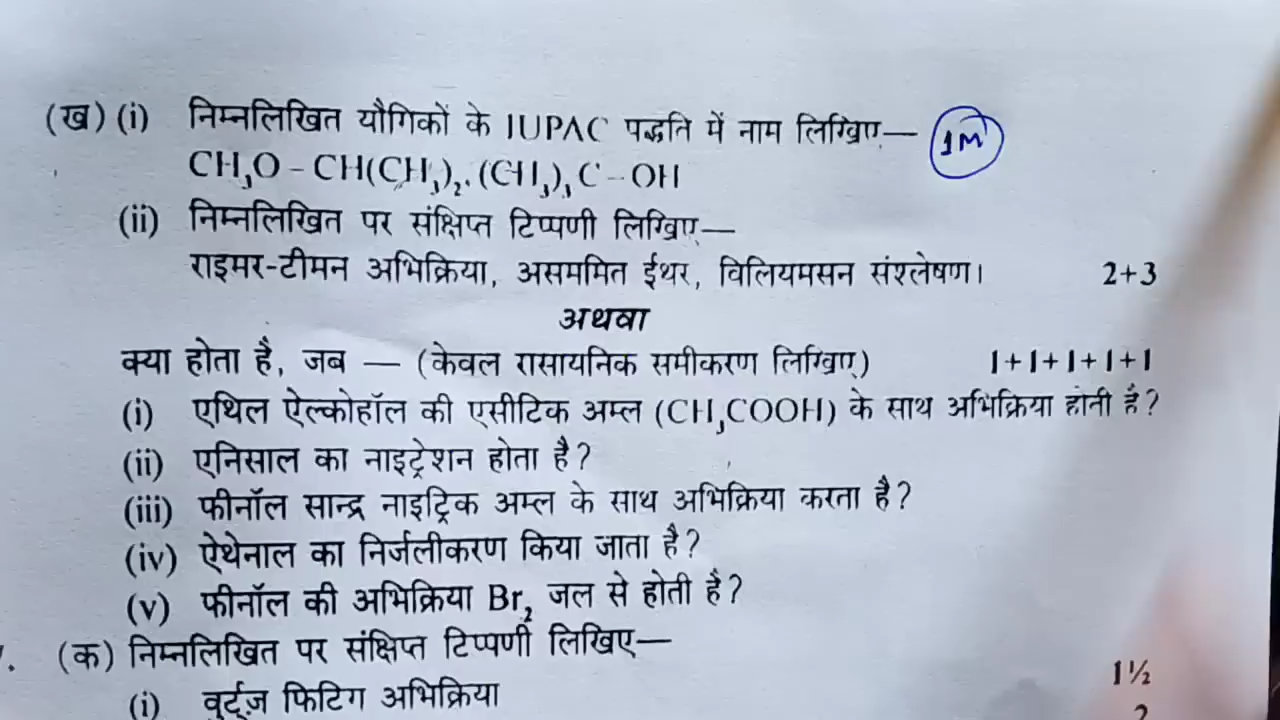 (ख) (i) निम्नलिखित यौगिकों के IUPAC पद्धति में नाम लिखिए— 1M
CH₃O – CH(CH₃)₂. (CH₃)₃ C – OH
(ii) निम्नलिखित पर संक्षिप्त टिप्पणी लिखिए—
राइमर-टीमन अभिक्रिया, असममित ईथर, विलियमसन संश्लेषण। 2+3
अथवा
क्या होता है, जब — (केवल रासायनिक समीकरण लिखिए) 1+1+1+1+1
(i) एथिल ऐल्कोहॉल की एसीटिक अम्ल (CH₃COOH) के साथ अभिक्रिया होती है?
(ii) एनिसाल का नाइट्रेशन होता है?
(iii) फीनॉल सान्द्र नाइट्रिक अम्ल के साथ अभिक्रिया करता है?
(iv) ऐथेनाल का निर्जलीकरण किया जाता है?
(v) फीनॉल की अभिक्रिया Br₂ जल से होती है?
(क) निम्नलिखित पर संक्षिप्त टिप्पणी लिखिए—
(i) वुर्ट्ज़ फिटिग अभिक्रिया 1½